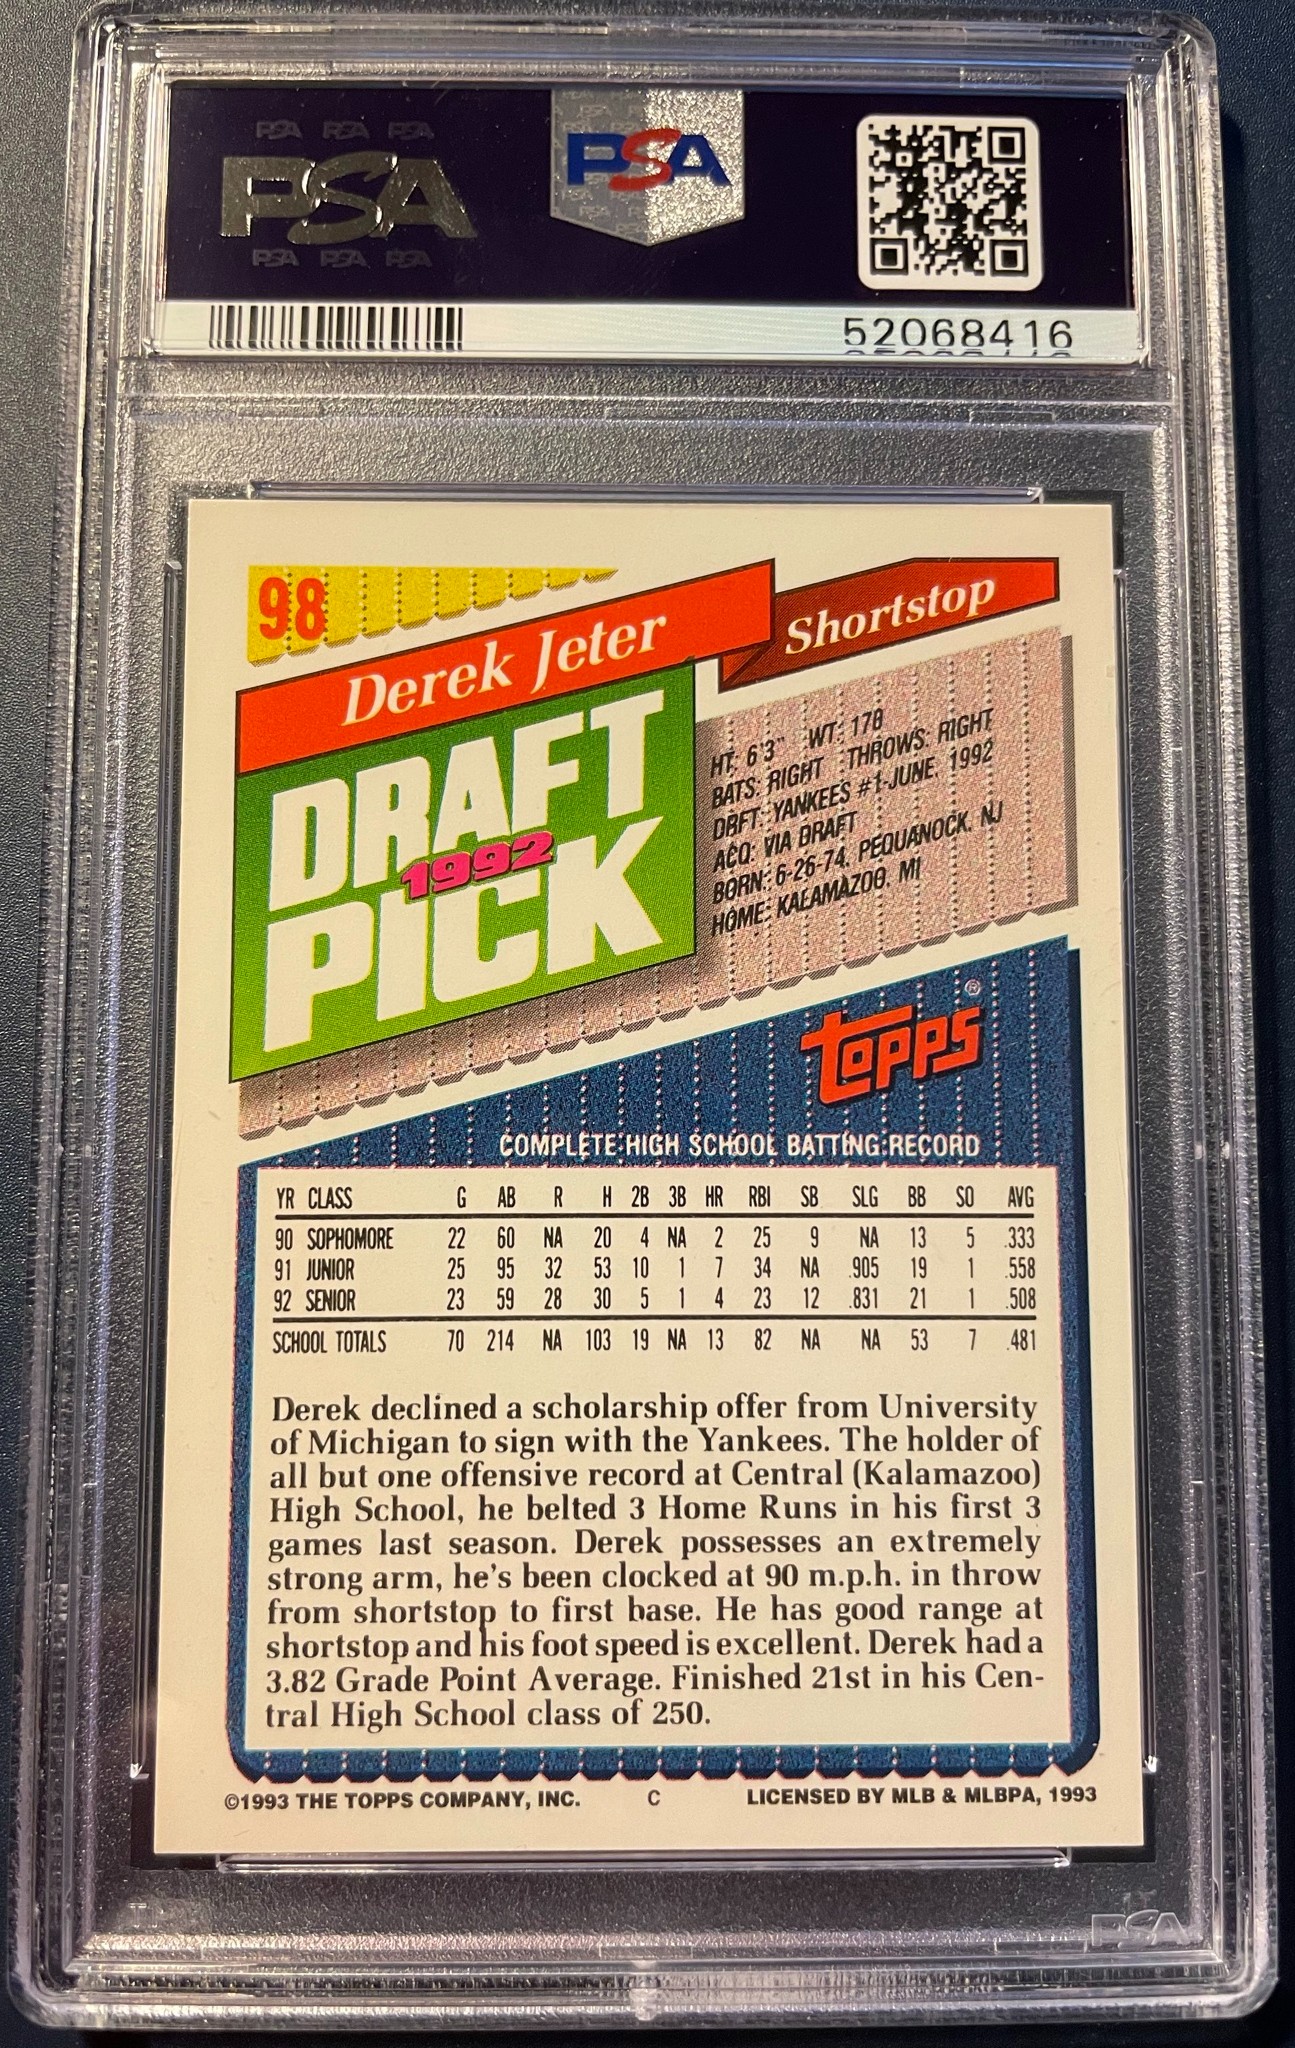 PSA PSA PSA
PSA
PSA PSA PSA
PSA
52068416
98
Derek Jeter
Shortstop
DRAFT
1992
PICK
HT: 6'3" WT: 178
BATS: RIGHT THROWS: RIGHT
DRFT: YANKEES #1-JUNE, 1992
ACQ: VIA DRAFT
BORN: 6-26-74, PEQUANOCK, NJ
HOME: KALAMAZOO, MI
TOPPS®
COMPLETE HIGH SCHOOL BATTING RECORD
YR CLASS G AB R H 2B 3B HR RBI SB SLG BB SO AVG
90 SOPHOMORE 22 60 NA 20 4 NA 2 25 9 NA 13 5 .333
91 JUNIOR 25 95 32 53 10 1 7 34 NA .905 19 1 .558
92 SENIOR 23 59 28 30 5 1 4 23 12 .831 21 1 .508
SCHOOL TOTALS 70 214 NA 103 19 NA 13 82 NA NA 53 7 .481
Derek declined a scholarship offer from University
of Michigan to sign with the Yankees. The holder of
all but one offensive record at Central (Kalamazoo)
High School, he belted 3 Home Runs in his first 3
games last season. Derek possesses an extremely
strong arm, he's been clocked at 90 m.p.h. in throw
from shortstop to first base. He has good range at
shortstop and his foot speed is excellent. Derek had a
3.82 Grade Point Average. Finished 21st in his Cen-
tral High School class of 250.
©1993 THE TOPPS COMPANY, INC. C LICENSED BY MLB & MLBPA, 1993
PSA